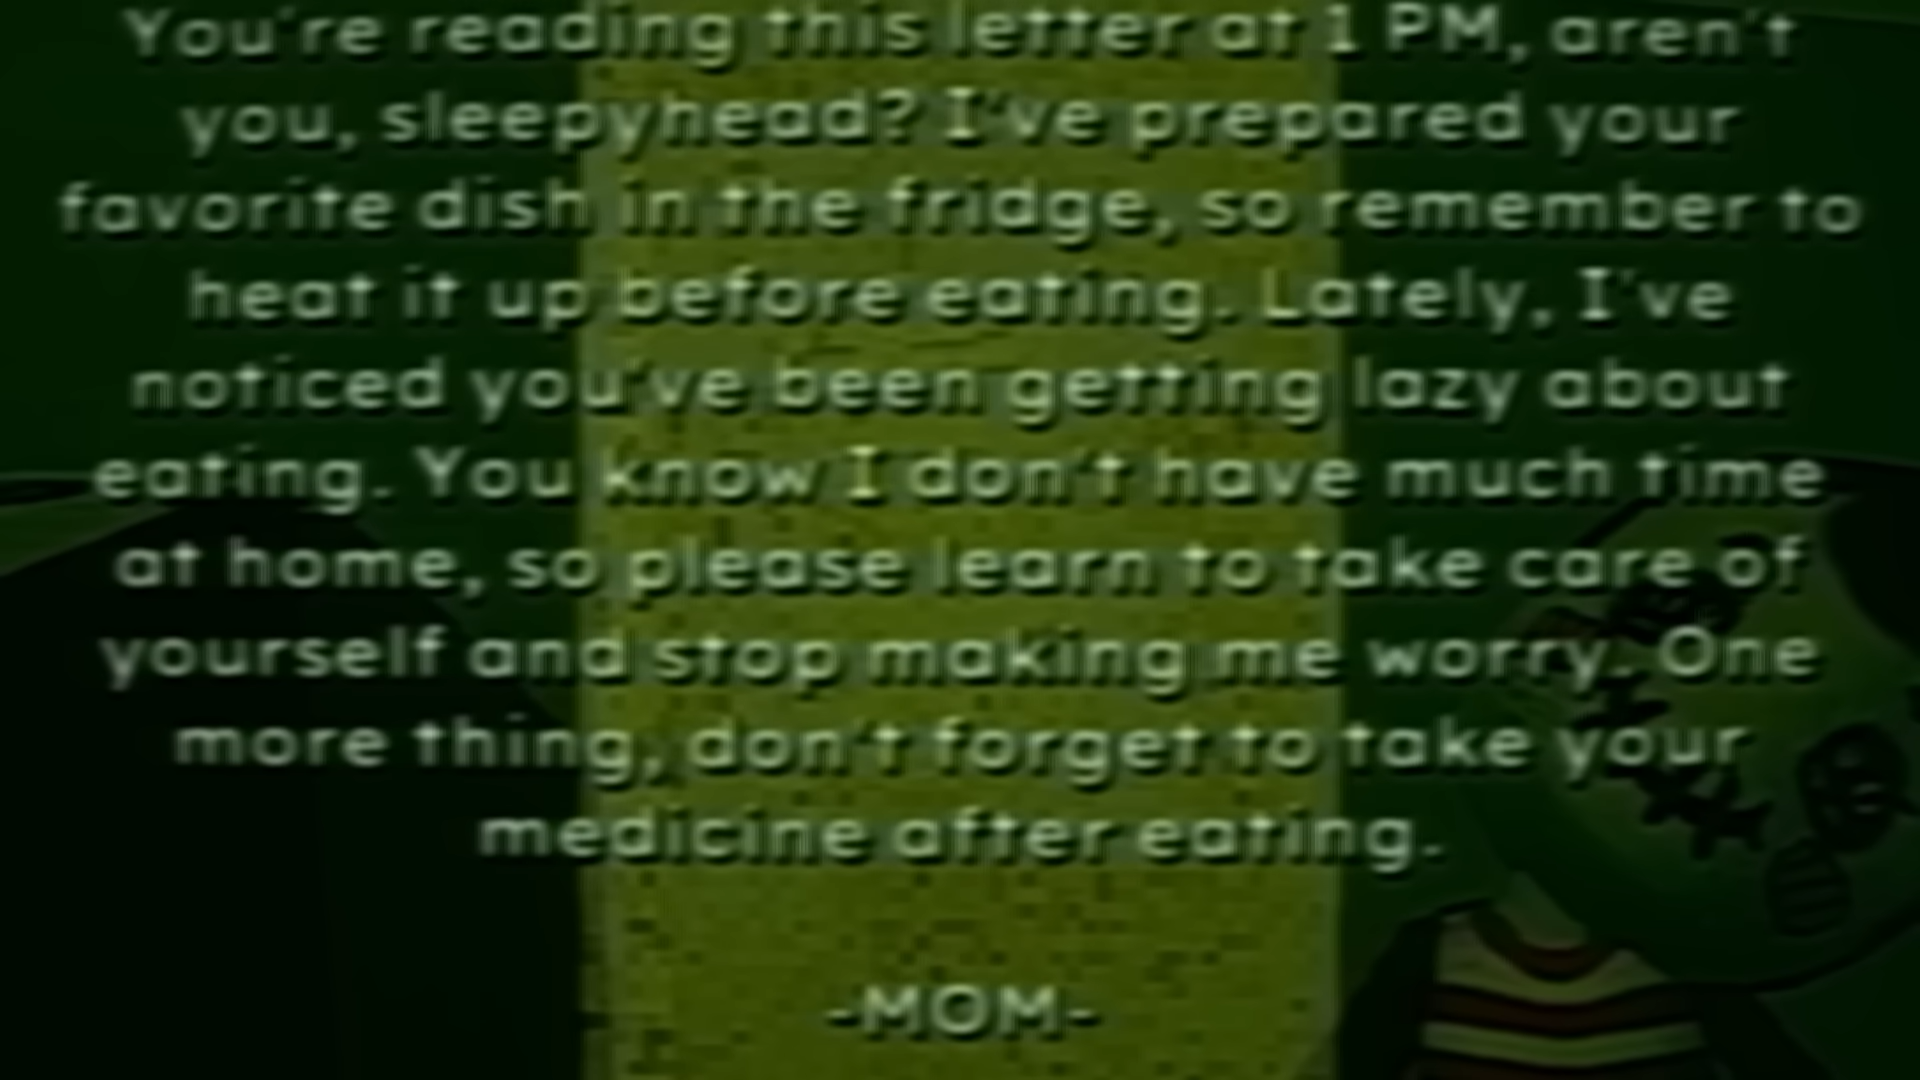 You're reading this letter at 1 PM, aren't
you, sleepyhead? I've prepared your
favorite dish in the fridge, so remember to
heat it up before eating. Lately, I've
noticed you've been getting lazy about
eating. You know I don't have much time
at home, so please learn to take care of
yourself and stop making me worry. One
more thing, don't forget to take your
medicine after eating.
-MOM-